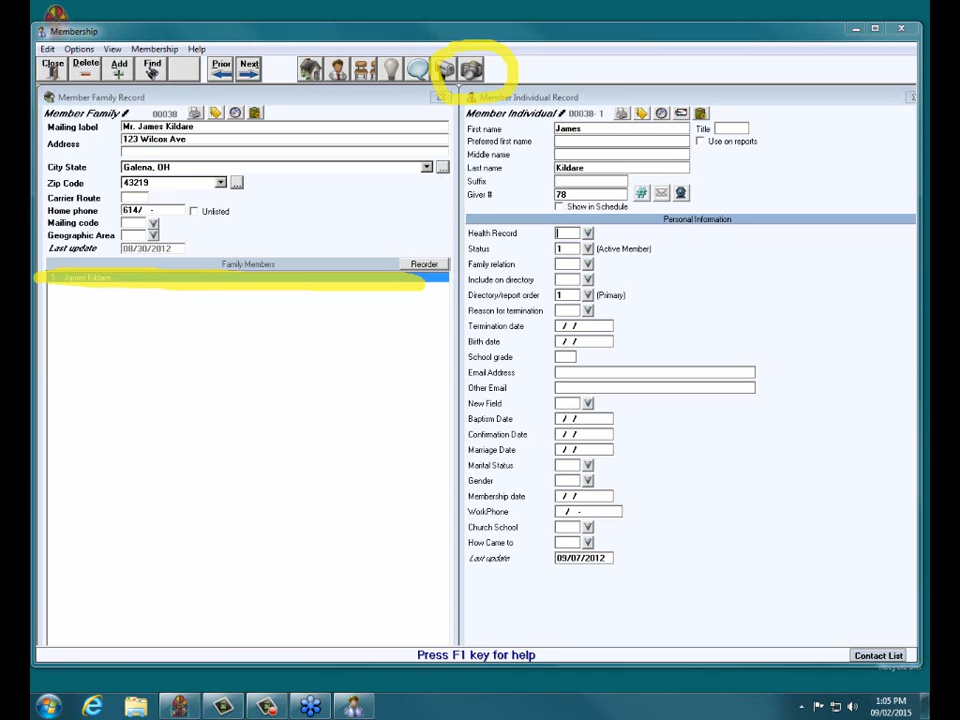 Membership
Edit Options View Membership Help
Close Delete Add Find Prior Next
Member Family Record
Member Family # 00038
Mailing label Mr. James Kildare
Address 123 Wilcox Ave
City State Galena, OH
Zip Code 43219
Carrier Route
Home phone 614/ - Unlisted
Mailing code
Geographic Area
Last update 08/30/2012
Family Members Reorder
1 James Kildare
Member Individual Record
Member Individual # 00038- 1
First name James Title
Preferred first name Use on reports
Middle name
Last name Kildare
Suffix
Giver # 78
Show in Schedule
Personal Information
Health Record
Status 1 (Active Member)
Family relation
Include on directory
Directory/report order 1 (Primary)
Reason for termination
Termination date / /
Birth date / /
School grade
Email Address
Other Email
New Field
Baptism Date / /
Confirmation Date / /
Marriage Date / /
Marital Status
Gender
Membership date / /
WorkPhone / -
Church School
How Came to
Last update 09/07/2012
Press F1 key for help
Contact List
1:05 PM
09/02/2015